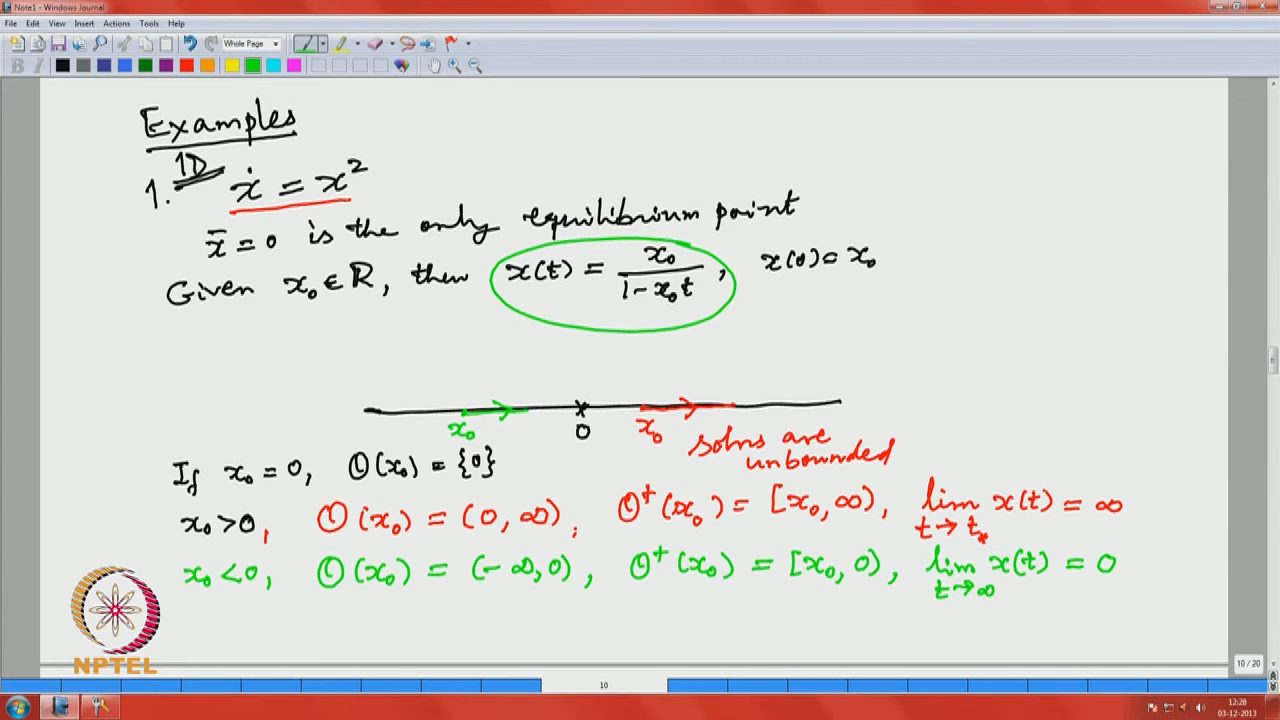 Note1 - Windows Journal
File Edit View Insert Actions Tools Help
Whole Page
Examples
1. 1D ẋ = x²
x̄ = 0 is the only equilibrium point
Given x₀ ∈ ℝ, then x(t) = x₀ / (1 - x₀t), x(0) = x₀
x₀ 0 x₀ solns are
unbounded
If x₀ = 0, O(x₀) = {0}
x₀ > 0, O(x₀) = (0, ∞), O⁺(x₀) = [x₀, ∞), lim t→t* x(t) = ∞
x₀ < 0, O(x₀) = (-∞, 0), O⁺(x₀) = [x₀, 0), lim t→∞ x(t) = 0
NPTEL
10 / 20
10
12:28
03-12-2013